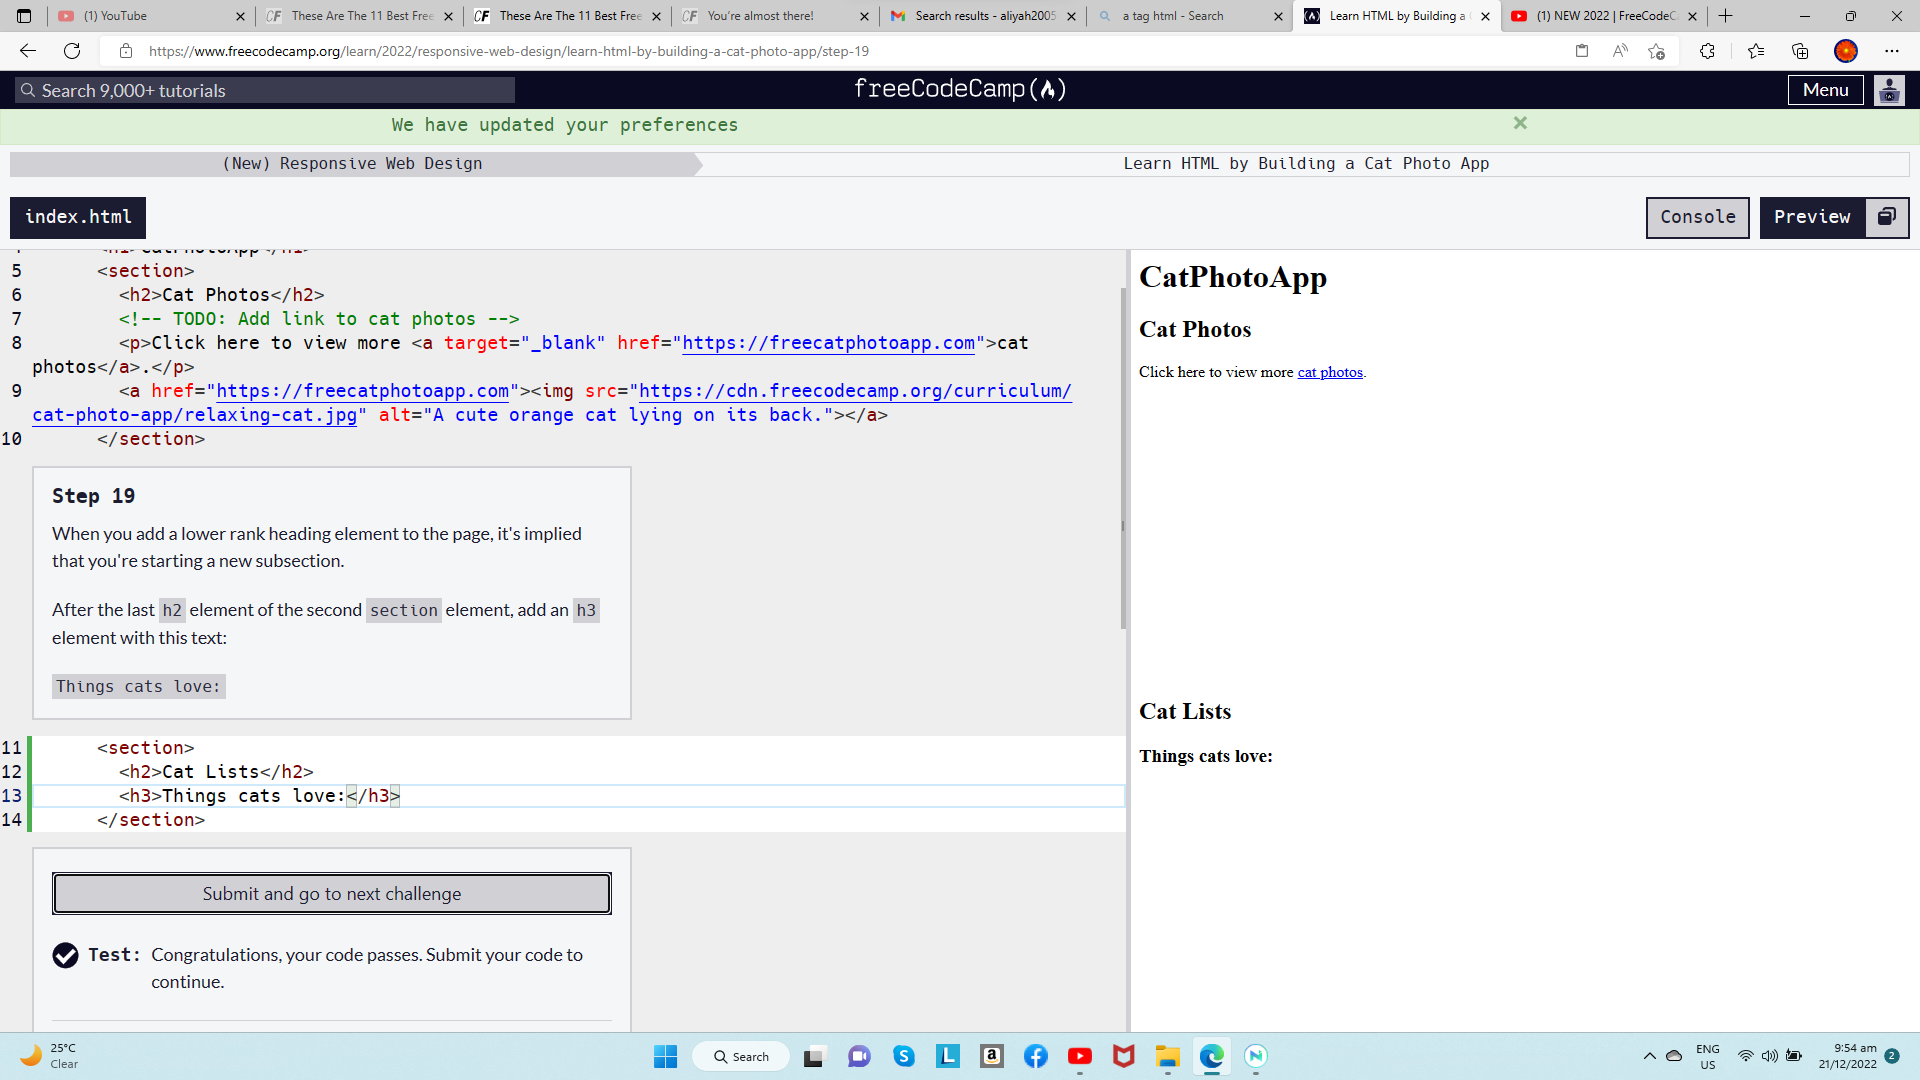 (1) YouTube
These Are The 11 Best Free
These Are The 11 Best Free
You're almost there!
Search results - aliyah2005
a tag html - Search
Learn HTML by Building a
(1) NEW 2022 | FreeCodeC
https://www.freecodecamp.org/learn/2022/responsive-web-design/learn-html-by-building-a-cat-photo-app/step-19
Search 9,000+ tutorials
freeCodeCamp
Menu
We have updated your preferences
(New) Responsive Web Design
Learn HTML by Building a Cat Photo App
index.html
Console
Preview
4 <h1>CatPhotoApp</h1>
5 <section>
6 <h2>Cat Photos</h2>
7 <!-- TODO: Add link to cat photos -->
8 <p>Click here to view more <a target="_blank" href="https://freecatphotoapp.com">cat
photos</a>.</p>
9 <a href="https://freecatphotoapp.com"><img src="https://cdn.freecodecamp.org/curriculum/
cat-photo-app/relaxing-cat.jpg" alt="A cute orange cat lying on its back."></a>
10 </section>
Step 19
When you add a lower rank heading element to the page, it's implied
that you're starting a new subsection.
After the last h2 element of the second section element, add an h3
element with this text:
Things cats love:
11 <section>
12 <h2>Cat Lists</h2>
13 <h3>Things cats love:</h3>
14 </section>
Submit and go to next challenge
Test: Congratulations, your code passes. Submit your code to
continue.
CatPhotoApp
Cat Photos
Click here to view more cat photos.
Cat Lists
Things cats love:
25°C
Clear
Search
ENG
US
9:54 am
21/12/2022
2